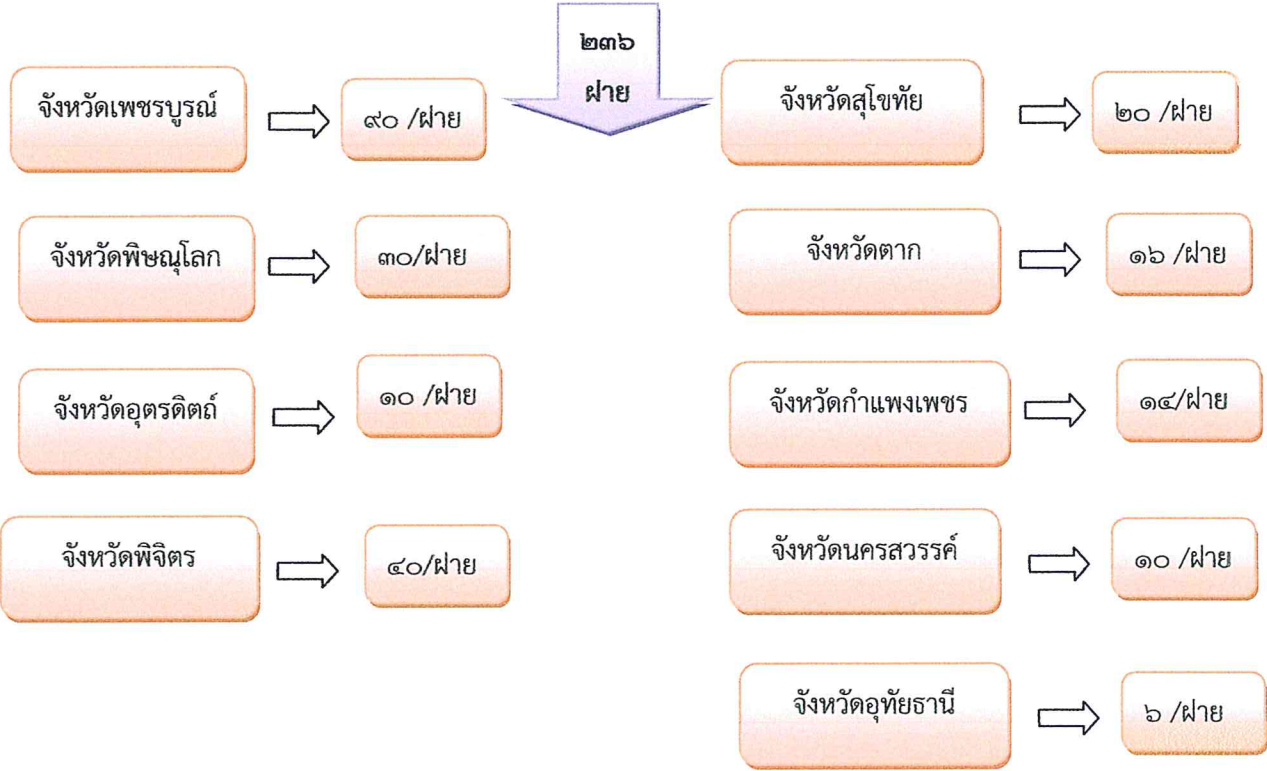 ๒๓๖
ฝาย
จังหวัดเพชรบูรณ์
๙๐ /ฝาย
จังหวัดพิษณุโลก
๓๐/ฝาย
จังหวัดอุตรดิตถ์
๑๐ /ฝาย
จังหวัดพิจิตร
๔๐/ฝาย
จังหวัดสุโขทัย
๒๐ /ฝาย
จังหวัดตาก
๑๖ /ฝาย
จังหวัดกำแพงเพชร
๑๔/ฝาย
จังหวัดนครสวรรค์
๑๐ /ฝาย
จังหวัดอุทัยธานี
๖ /ฝาย